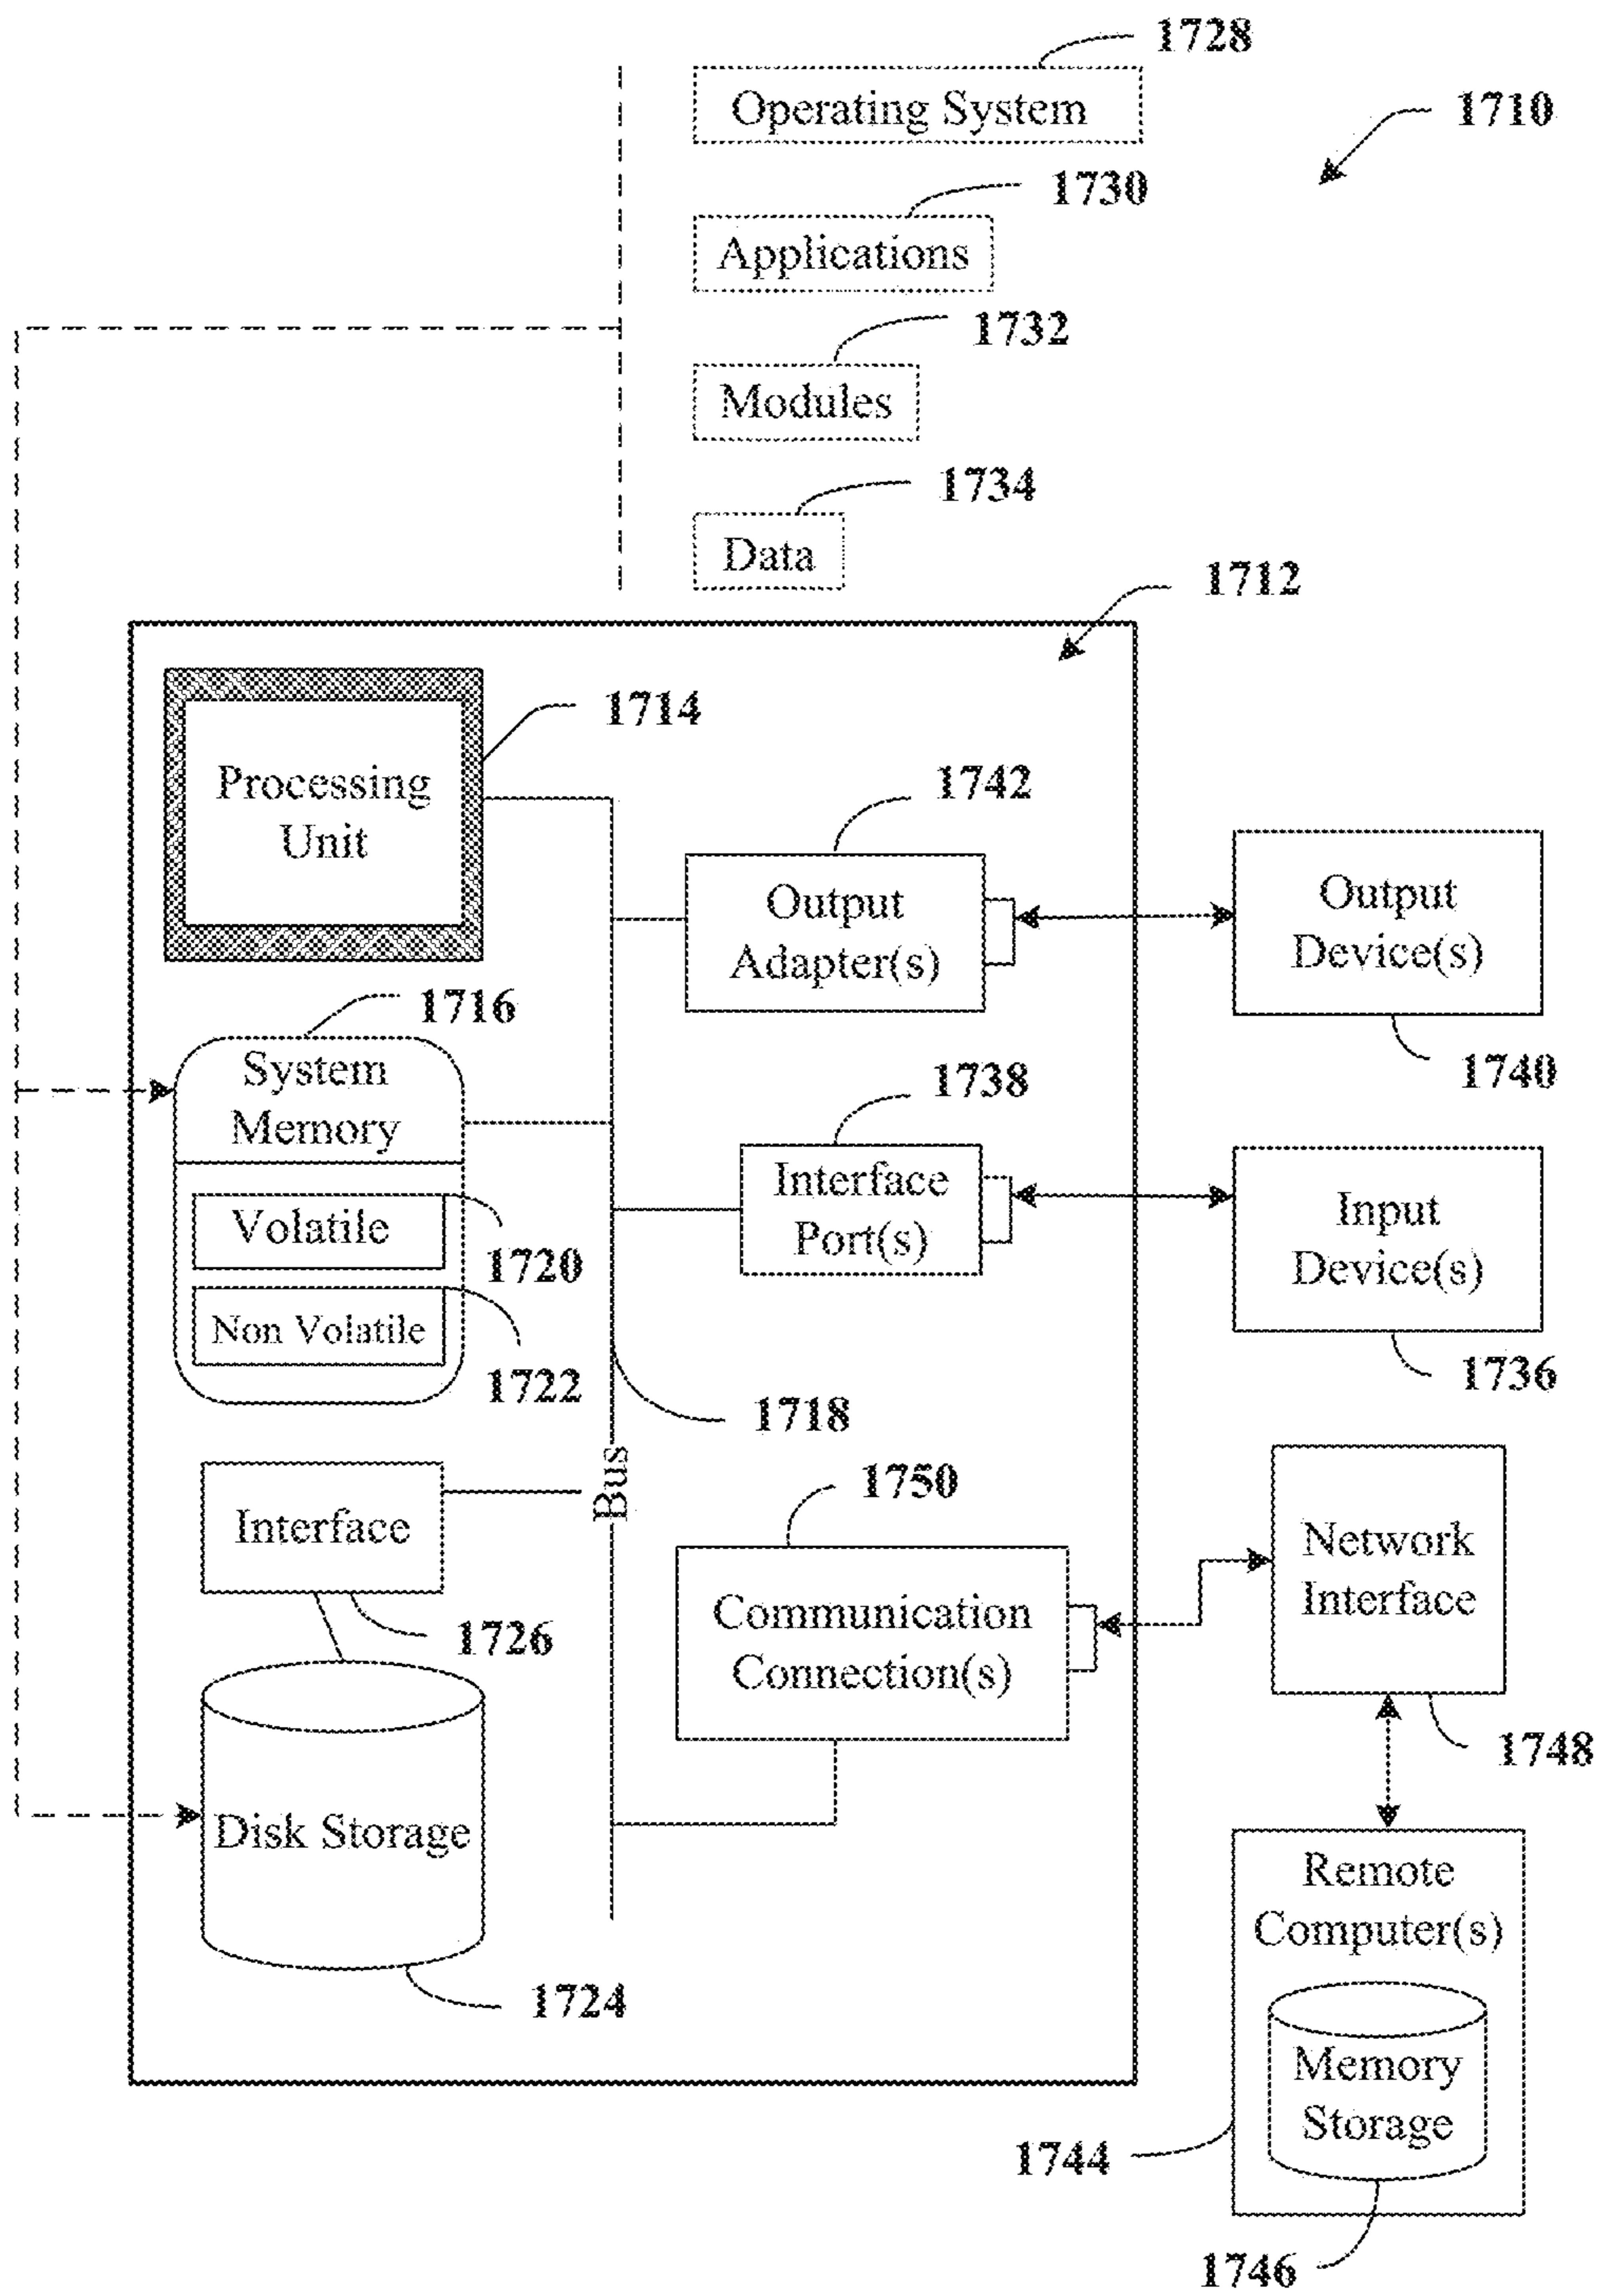 1728
Operating System
1710
1730
Applications
1732
Modules
1734
Data
1712
1714
Processing
Unit
1742
Output
Adapter(s)
Output
Device(s)
1740
1716
System
Memory
1738
Interface
Port(s)
Input
Device(s)
1736
Volatile
1720
Non Volatile
1722
1718
Bus
1750
Interface
1726
Communication
Connection(s)
Network
Interface
1748
Disk Storage
1724
Remote
Computer(s)
Memory
Storage
1744
1746